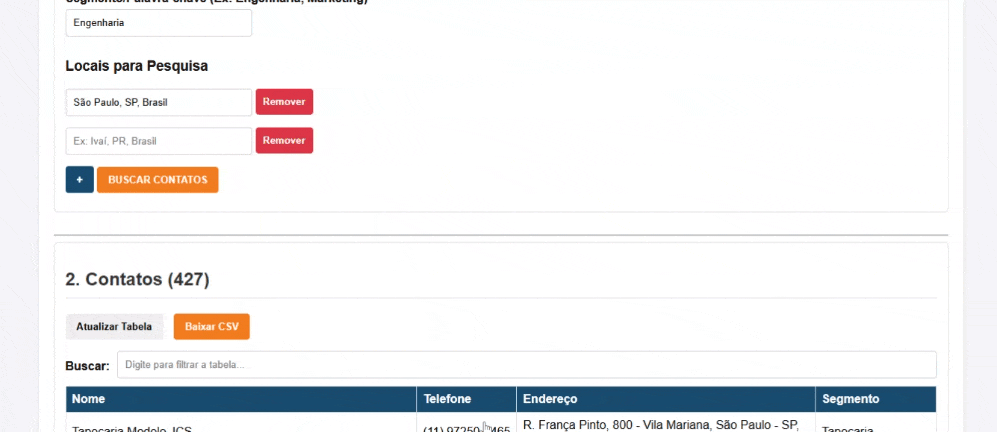 Segmento/Palavra-chave (Ex: Engenharia, Marketing)
Engenharia
Locais para Pesquisa
São Paulo, SP, Brasil
Remover
Ex: Ivaí, PR, Brasil
Remover
+
BUSCAR CONTATOS
2. Contatos (427)
Atualizar Tabela
Baixar CSV
Buscar:
Digite para filtrar a tabela...
Nome Telefone Endereço Segmento
Tapeçaria Modelo JCS (11) 97250- 465 R. França Pinto, 800 - Vila Mariana, São Paulo - SP, Tapeçaria